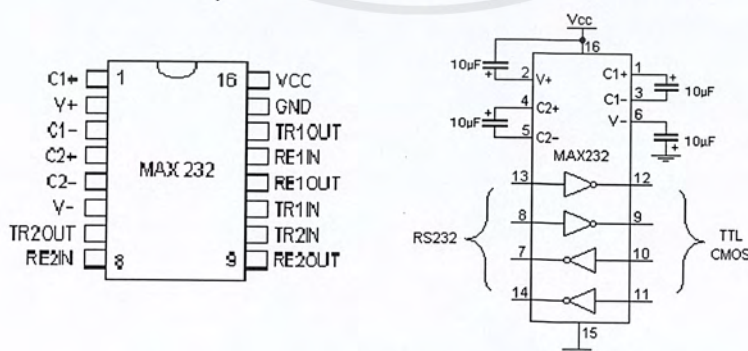 C1+
V+
C1-
C2+
C2-
V-
TR2OUT
RE2IN
1
16
MAX 232
8
9
VCC
GND
TR1OUT
RE1IN
RE1OUT
TR1IN
TR2IN
RE2OUT
Vcc
16
10µF
+
2
V+
C1+
1
+
10µF
C1-
3
10µF
+
4
C2+
5
C2-
V-
6
10µF
+
MAX232
13
12
8
9
RS232
7
10
TTL
CMOS
14
11
15